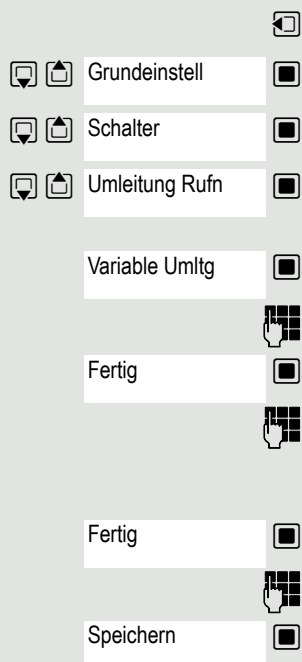 Grundeinstell
Schalter
Umleitung Rufn
Variable Umltg
Fertig
Fertig
Speichern